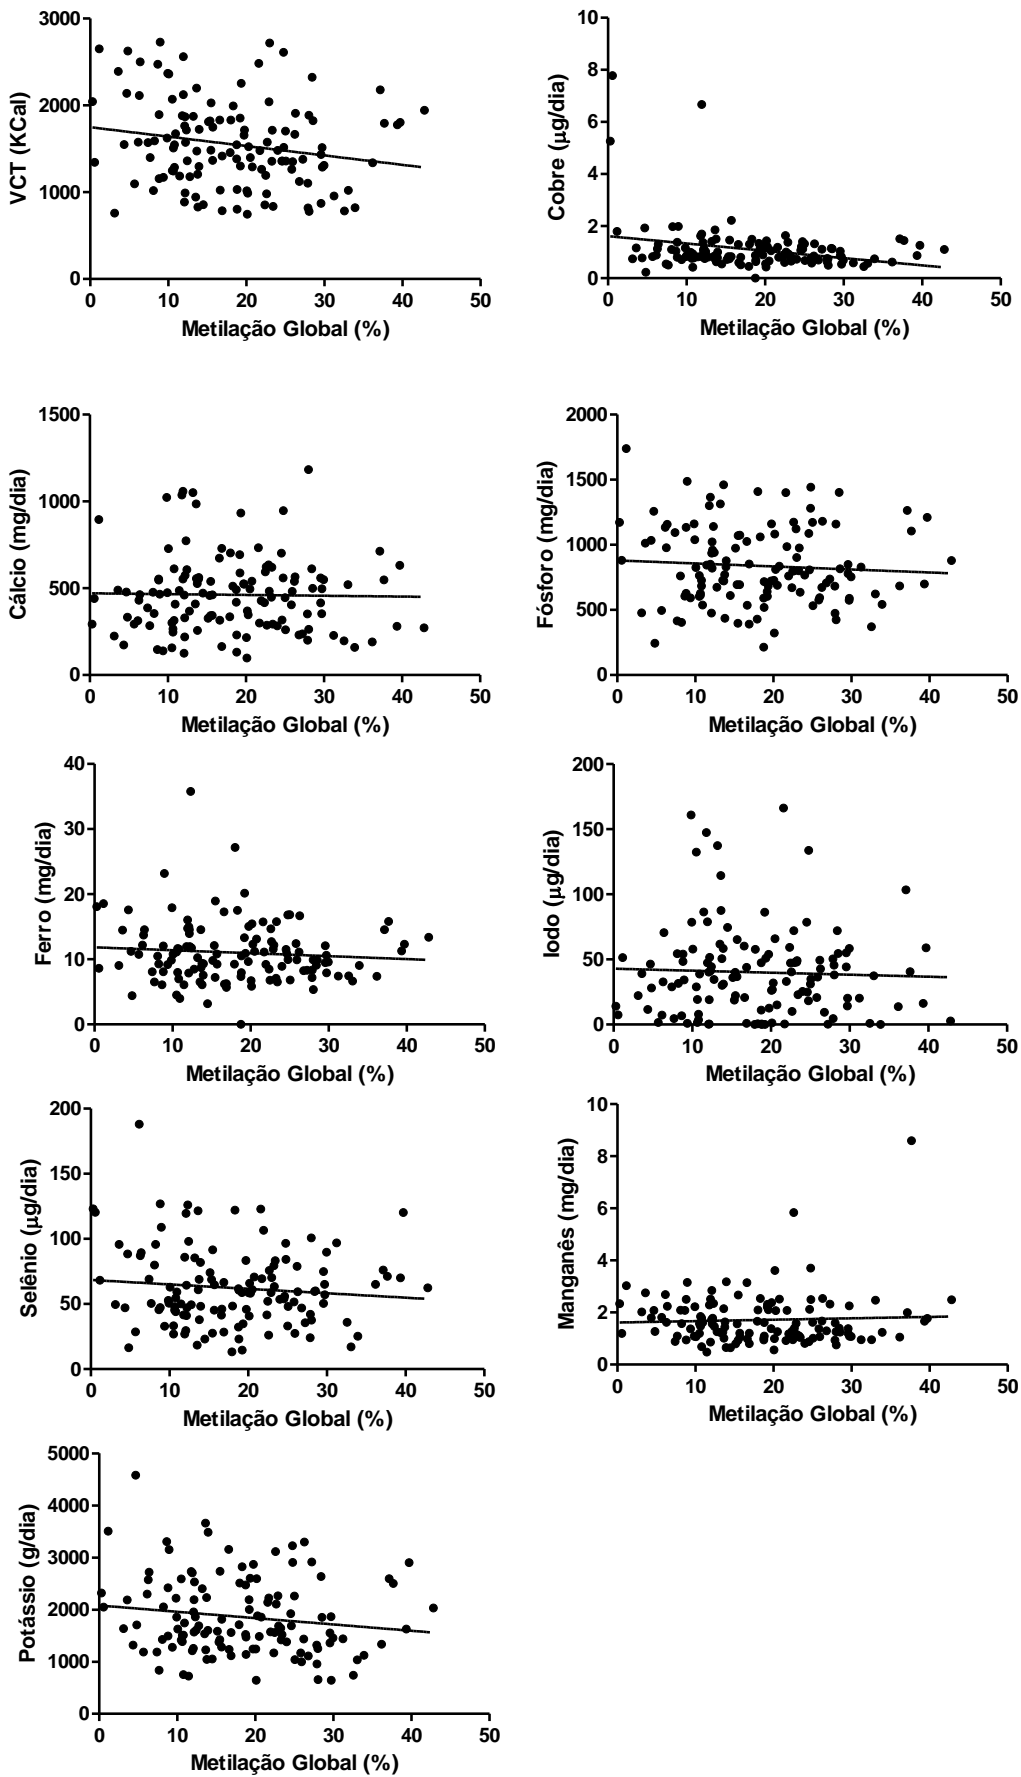 VCT (KCal)
3000
2000
1000
0
0 10 20 30 40 50
Metilação Global (%)
Cobre (µg/dia)
10
8
6
4
2
0
0 10 20 30 40 50
Metilação Global (%)
Cálcio (mg/dia)
1500
1000
500
0
0 10 20 30 40 50
Metilação Global (%)
Fósforo (mg/dia)
2000
1500
1000
500
0
0 10 20 30 40 50
Metilação Global (%)
Ferro (mg/dia)
40
30
20
10
0
0 10 20 30 40 50
Metilação Global (%)
Iodo (µg/dia)
200
150
100
50
0
0 10 20 30 40 50
Metilação Global (%)
Selênio (µg/dia)
200
150
100
50
0
0 10 20 30 40 50
Metilação Global (%)
Manganês (mg/dia)
10
8
6
4
2
0
0 10 20 30 40 50
Metilação Global (%)
Potássio (g/dia)
5000
4000
3000
2000
1000
0
0 10 20 30 40 50
Metilação Global (%)